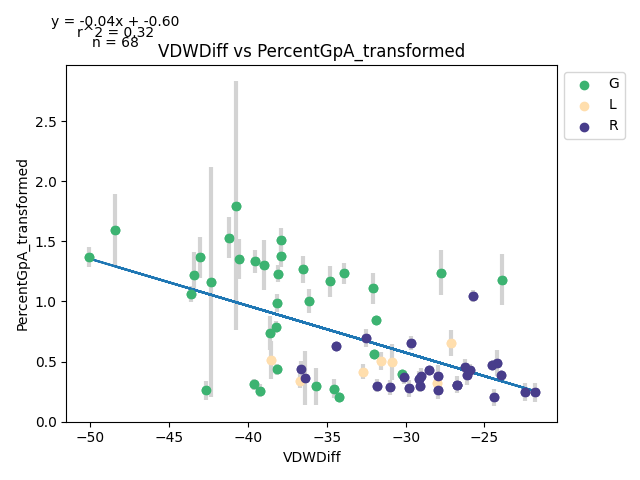 y = -0.04x + -0.60
r^2 = 0.32
n = 68
VDWDiff vs PercentGpA_transformed
G
L
R
2.5
2.0
1.5
1.0
0.5
0.0
PercentGpA_transformed
−50
−45
−40
−35
−30
−25
VDWDiff